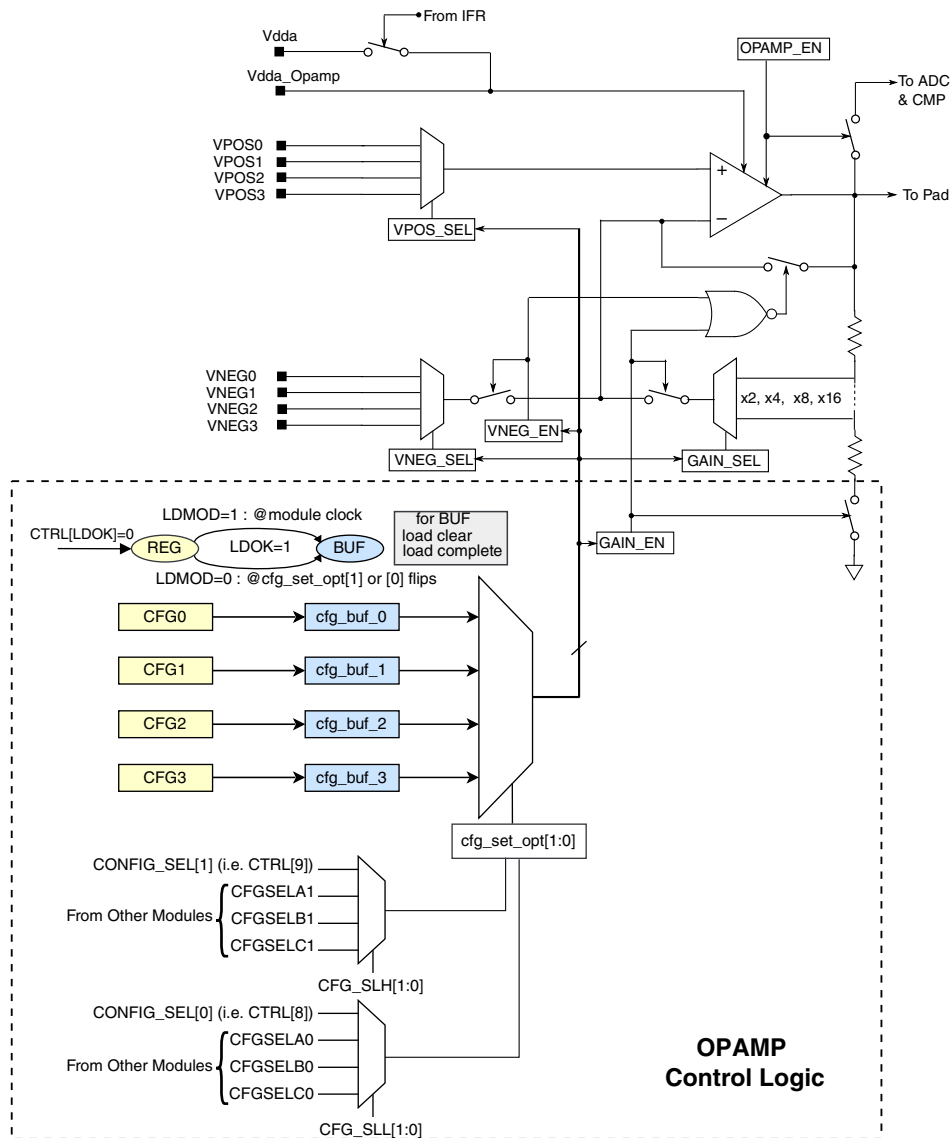 From IFR
Vdda
OPAMP_EN
Vdda_Opamp
To ADC
& CMP
VPOS0
VPOS1
VPOS2
VPOS3
+
To Pad
−
VPOS_SEL
VNEG0
VNEG1
VNEG2
VNEG3
x2, x4, x8, x16
VNEG_EN
VNEG_SEL
GAIN_SEL
LDMOD=1 : @module clock
CTRL[LDOK]=0
REG
LDOK=1
BUF
for BUF
load clear
load complete
GAIN_EN
LDMOD=0 : @cfg_set_opt[1] or [0] flips
CFG0
cfg_buf_0
CFG1
cfg_buf_1
CFG2
cfg_buf_2
CFG3
cfg_buf_3
cfg_set_opt[1:0]
CONFIG_SEL[1] (i.e. CTRL[9])
CFGSELA1
From Other Modules
CFGSELB1
CFGSELC1
CFG_SLH[1:0]
CONFIG_SEL[0] (i.e. CTRL[8])
CFGSELA0
From Other Modules
CFGSELB0
CFGSELC0
CFG_SLL[1:0]
OPAMP
Control Logic